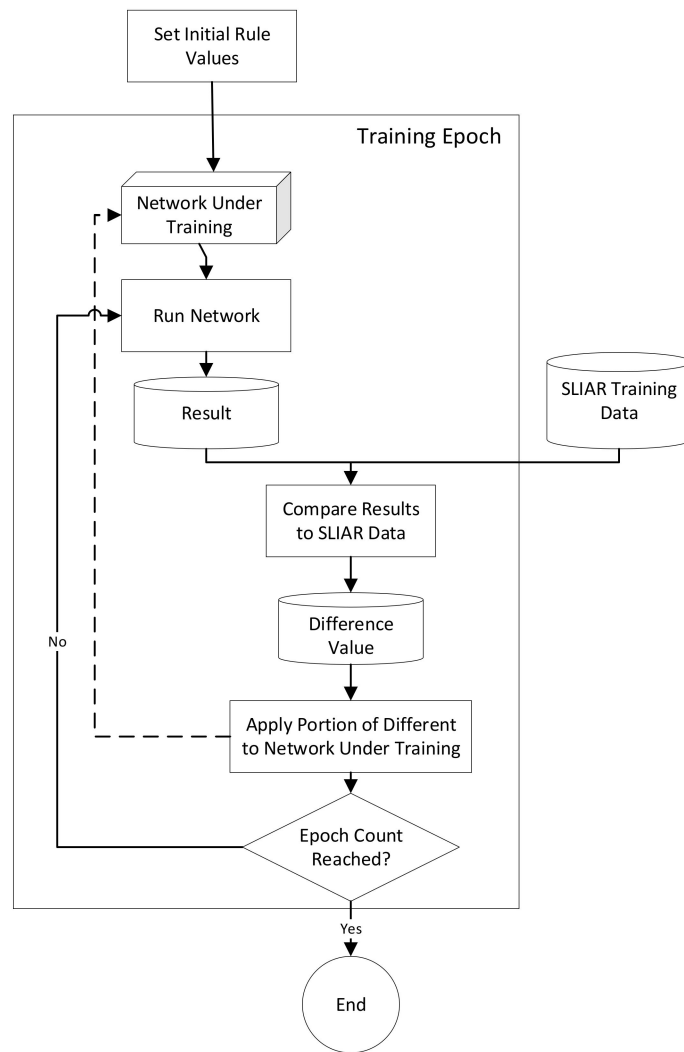 Set Initial Rule
Values
Training Epoch
Network Under
Training
Run Network
Result
SLIAR Training
Data
Compare Results
to SLIAR Data
Difference
Value
No
Apply Portion of Different
to Network Under Training
Epoch Count
Reached?
Yes
End